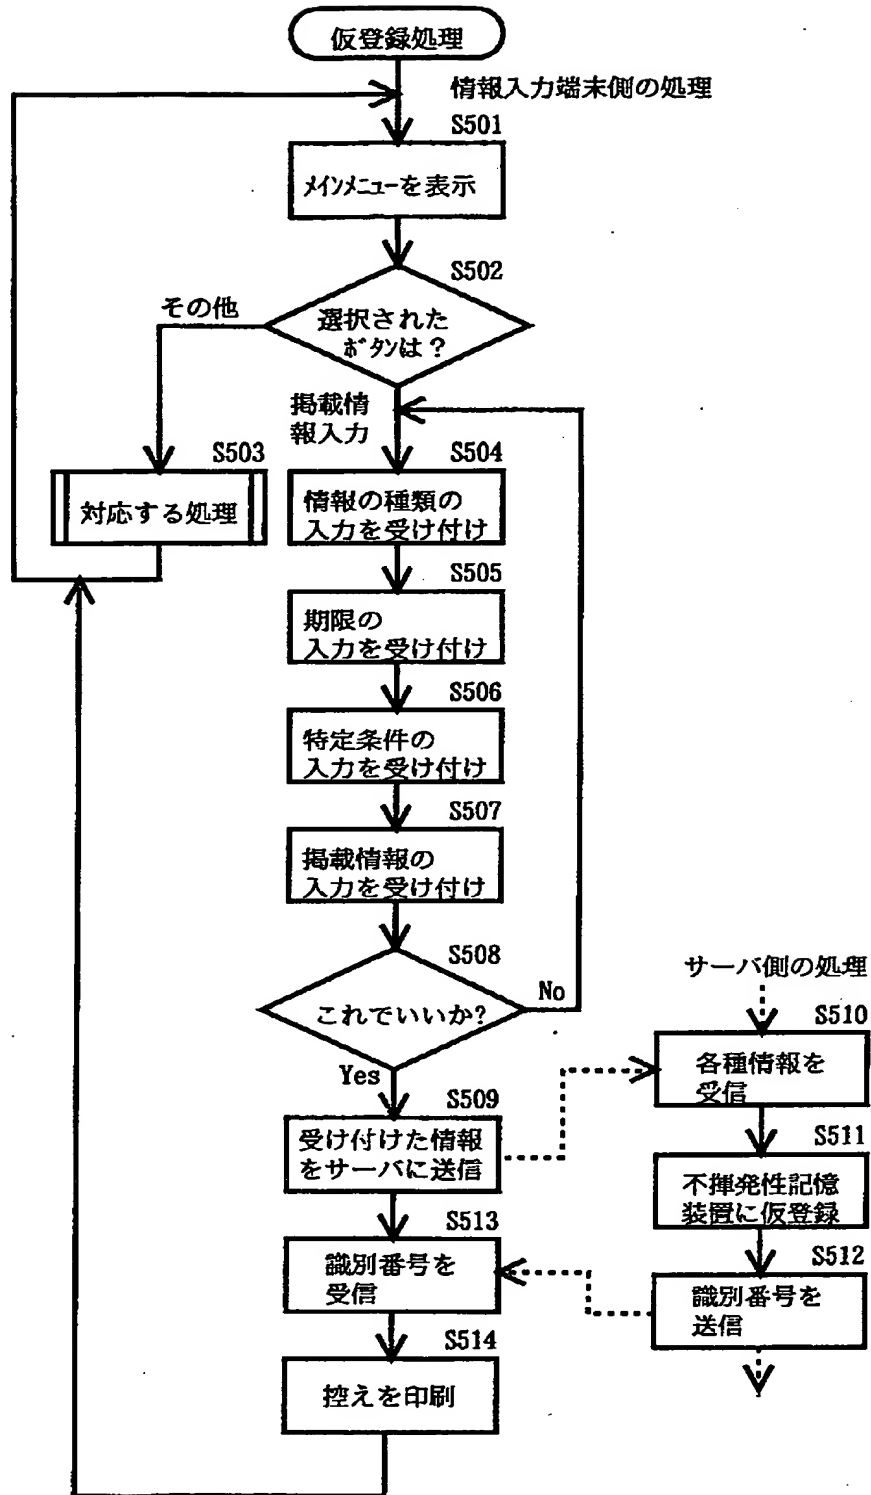 仮登録処理
情報入力端末側の処理
S501
メインメニューを表示
S502
選択された
ボタンは？
その他
掲載情
報入力
S503
対応する処理
S504
情報の種類の
入力を受け付け
S505
期限の
入力を受け付け
S506
特定条件の
入力を受け付け
S507
掲載情報の
入力を受け付け
S508
これでいいか?
No
Yes
S509
受け付けた情報
をサーバに送信
サーバ側の処理
S510
各種情報を
受信
S511
不揮発性記憶
装置に仮登録
S512
識別番号を
送信
S513
識別番号を
受信
S514
控えを印刷